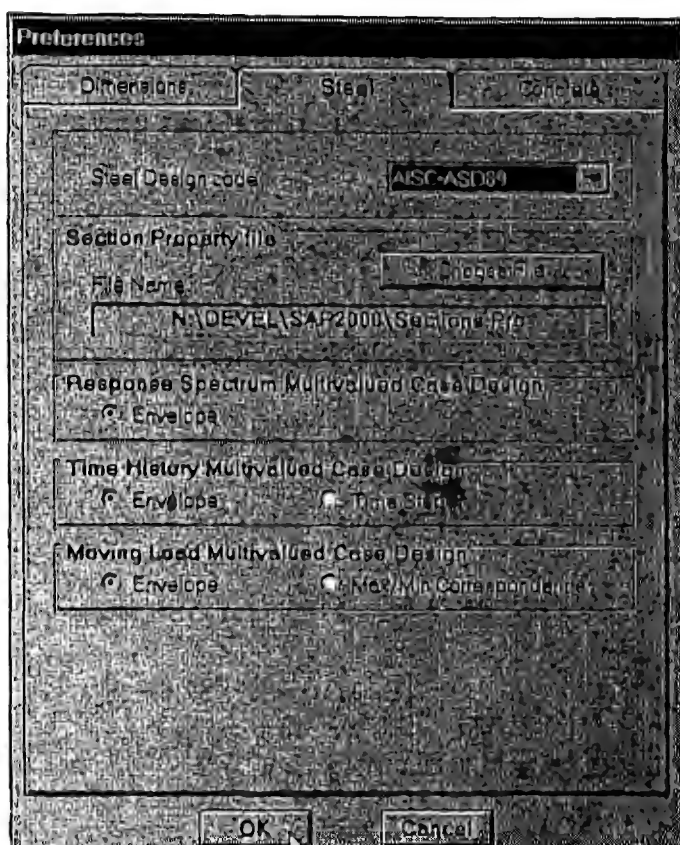 Preferences
Dimensions Steel Concrete
Steel Design code AISC-ASD89
Section Property file
File Name Choose File
N:\DEVEL\SAP2000\Sections.Pro
Response Spectrum Multivalued Case Design
Envelope
Time History Multivalued Case Design
Envelope Time Step
Moving Load Multivalued Case Design
Envelope Max/Min Correspondence
OK Cancel